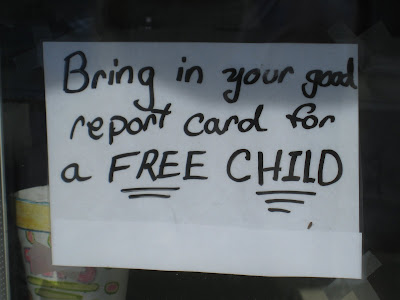 Bring in your good
report card for
a FREE CHILD